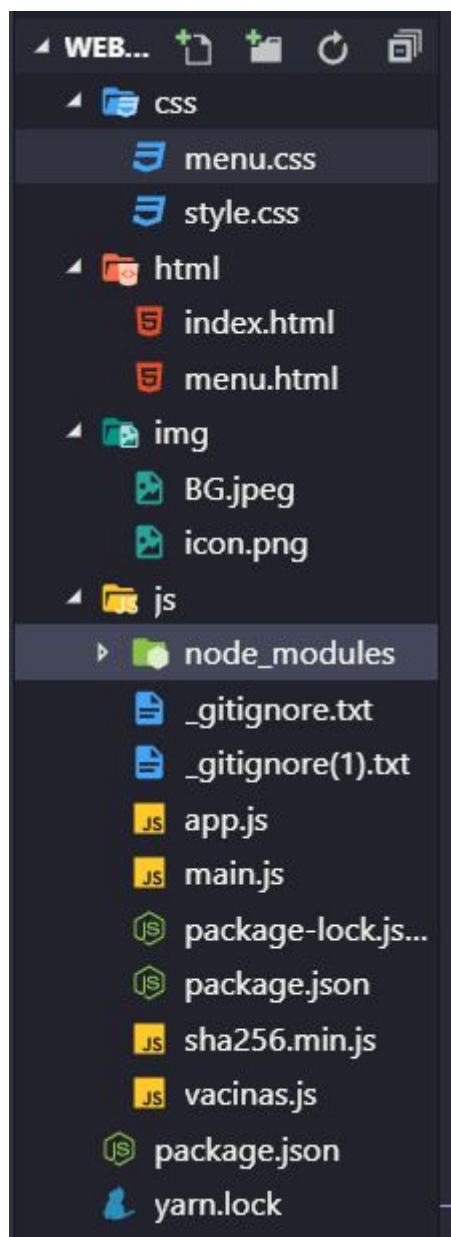 WEB...
css
menu.css
style.css
html
index.html
menu.html
img
BG.jpeg
icon.png
js
node_modules
_gitignore.txt
_gitignore(1).txt
app.js
main.js
package-lock.js...
package.json
sha256.min.js
vacinas.js
package.json
yarn.lock